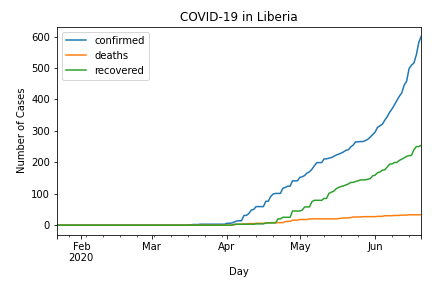 COVID-19 in Liberia
confirmed
deaths
recovered
Number of Cases
600
500
400
300
200
100
0
Feb
2020
Mar
Apr
May
Jun
Day